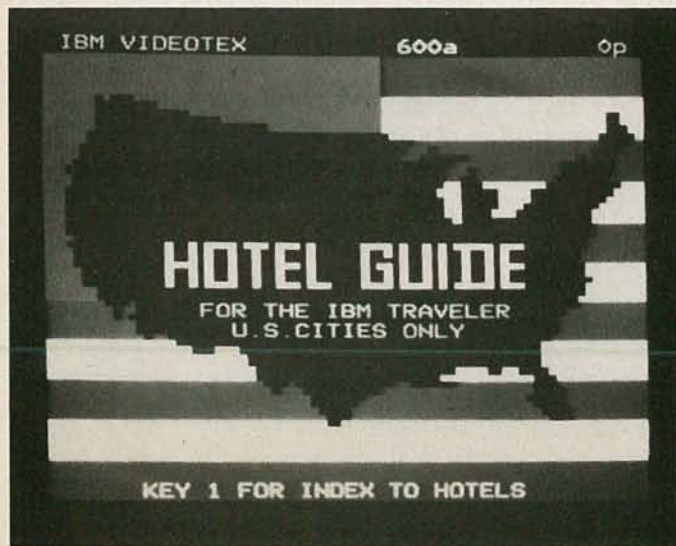 IBM VIDEOTEX 600a 0p
HOTEL GUIDE
FOR THE IBM TRAVELER
U.S.CITIES ONLY
KEY 1 FOR INDEX TO HOTELS